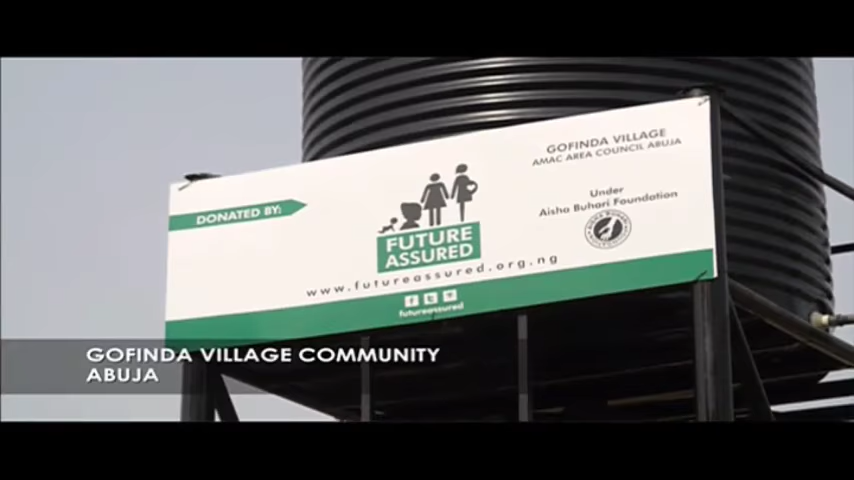 DONATED BY:
FUTURE
ASSURED
www.futureassured.org.ng
futureassured
GOFINDA VILLAGE
AMAC AREA COUNCIL ABUJA
Under
Aisha Buhari Foundation
GOFINDA VILLAGE COMMUNITY
ABUJA